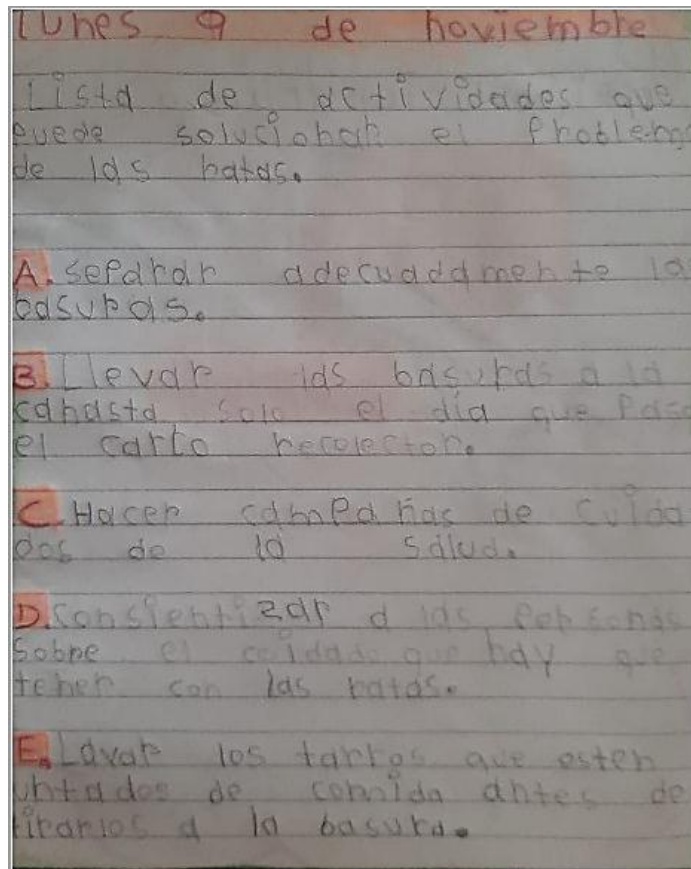 Lunes 9 de noviembre
Lista de actividades que
puede solucionar el problema
de las ratas.
A. Separar adecuadamente la
basuras.
B. Llevar las basuras a la
canasta solo el día que pasa
el carro recolector.
C. Hacer campañas de cuida
dos de la salud.
D. Consientizar a las personas
sobre el cuidado que hay que
tener con las ratas.
E. Lavar los tarros que esten
untados de comida antes de
tirarlos a la basura.